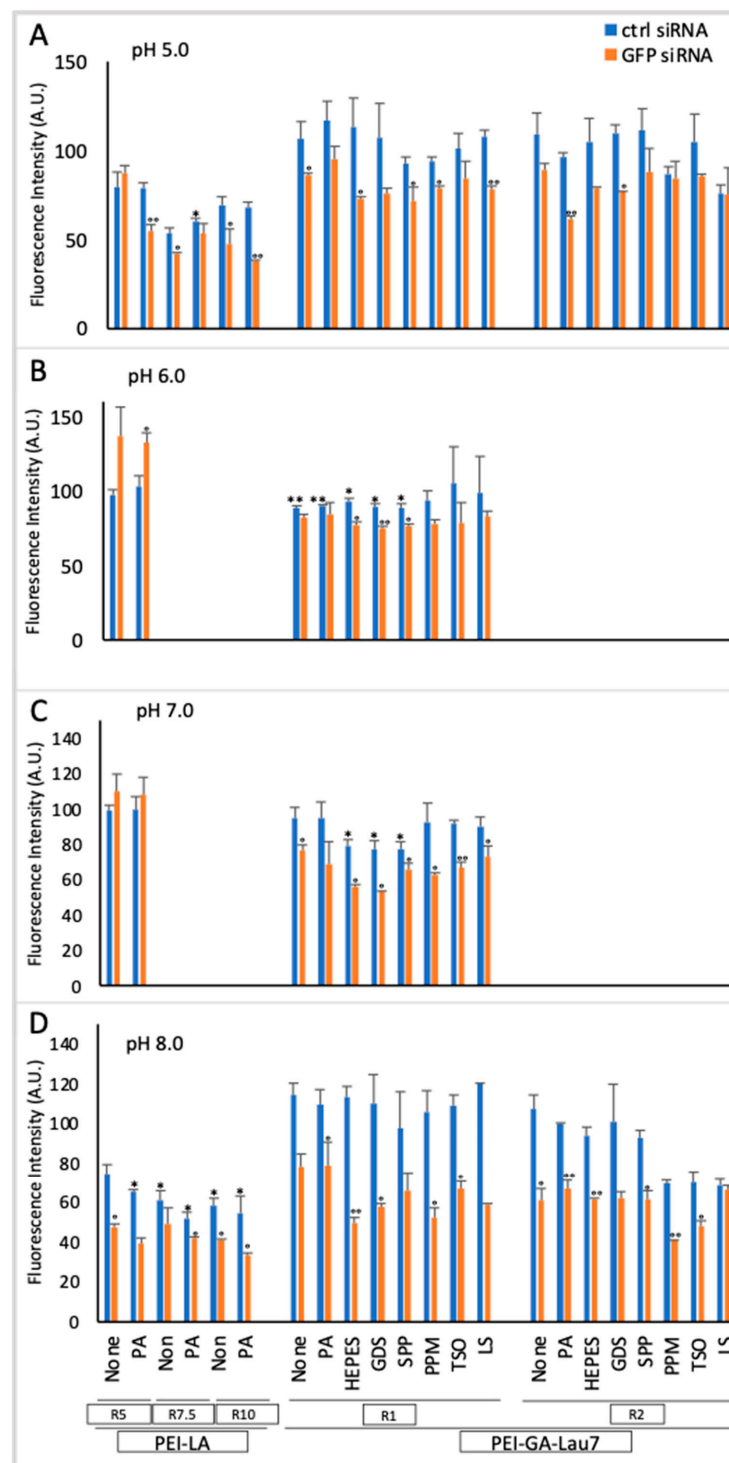 A
pH 5.0
ctrl siRNA
GFP siRNA
Fluorescence Intensity (A.U.)
150
100
50
0
** * * * * ** * * * * * ** ** *
B
pH 6.0
Fluorescence Intensity (A.U.)
150
100
50
0
C
pH 7.0
Fluorescence Intensity (A.U.)
140
120
100
80
60
40
20
0
D
pH 8.0
Fluorescence Intensity (A.U.)
140
120
100
80
60
40
20
0
None PA Non PA Non PA None PA HEPES GDS SPP PPM TSO LS None PA HEPES GDS SPP PPM TSO LS
R5 R7.5 R10 R1 R2
PEI-LA PEI-GA-Lau7